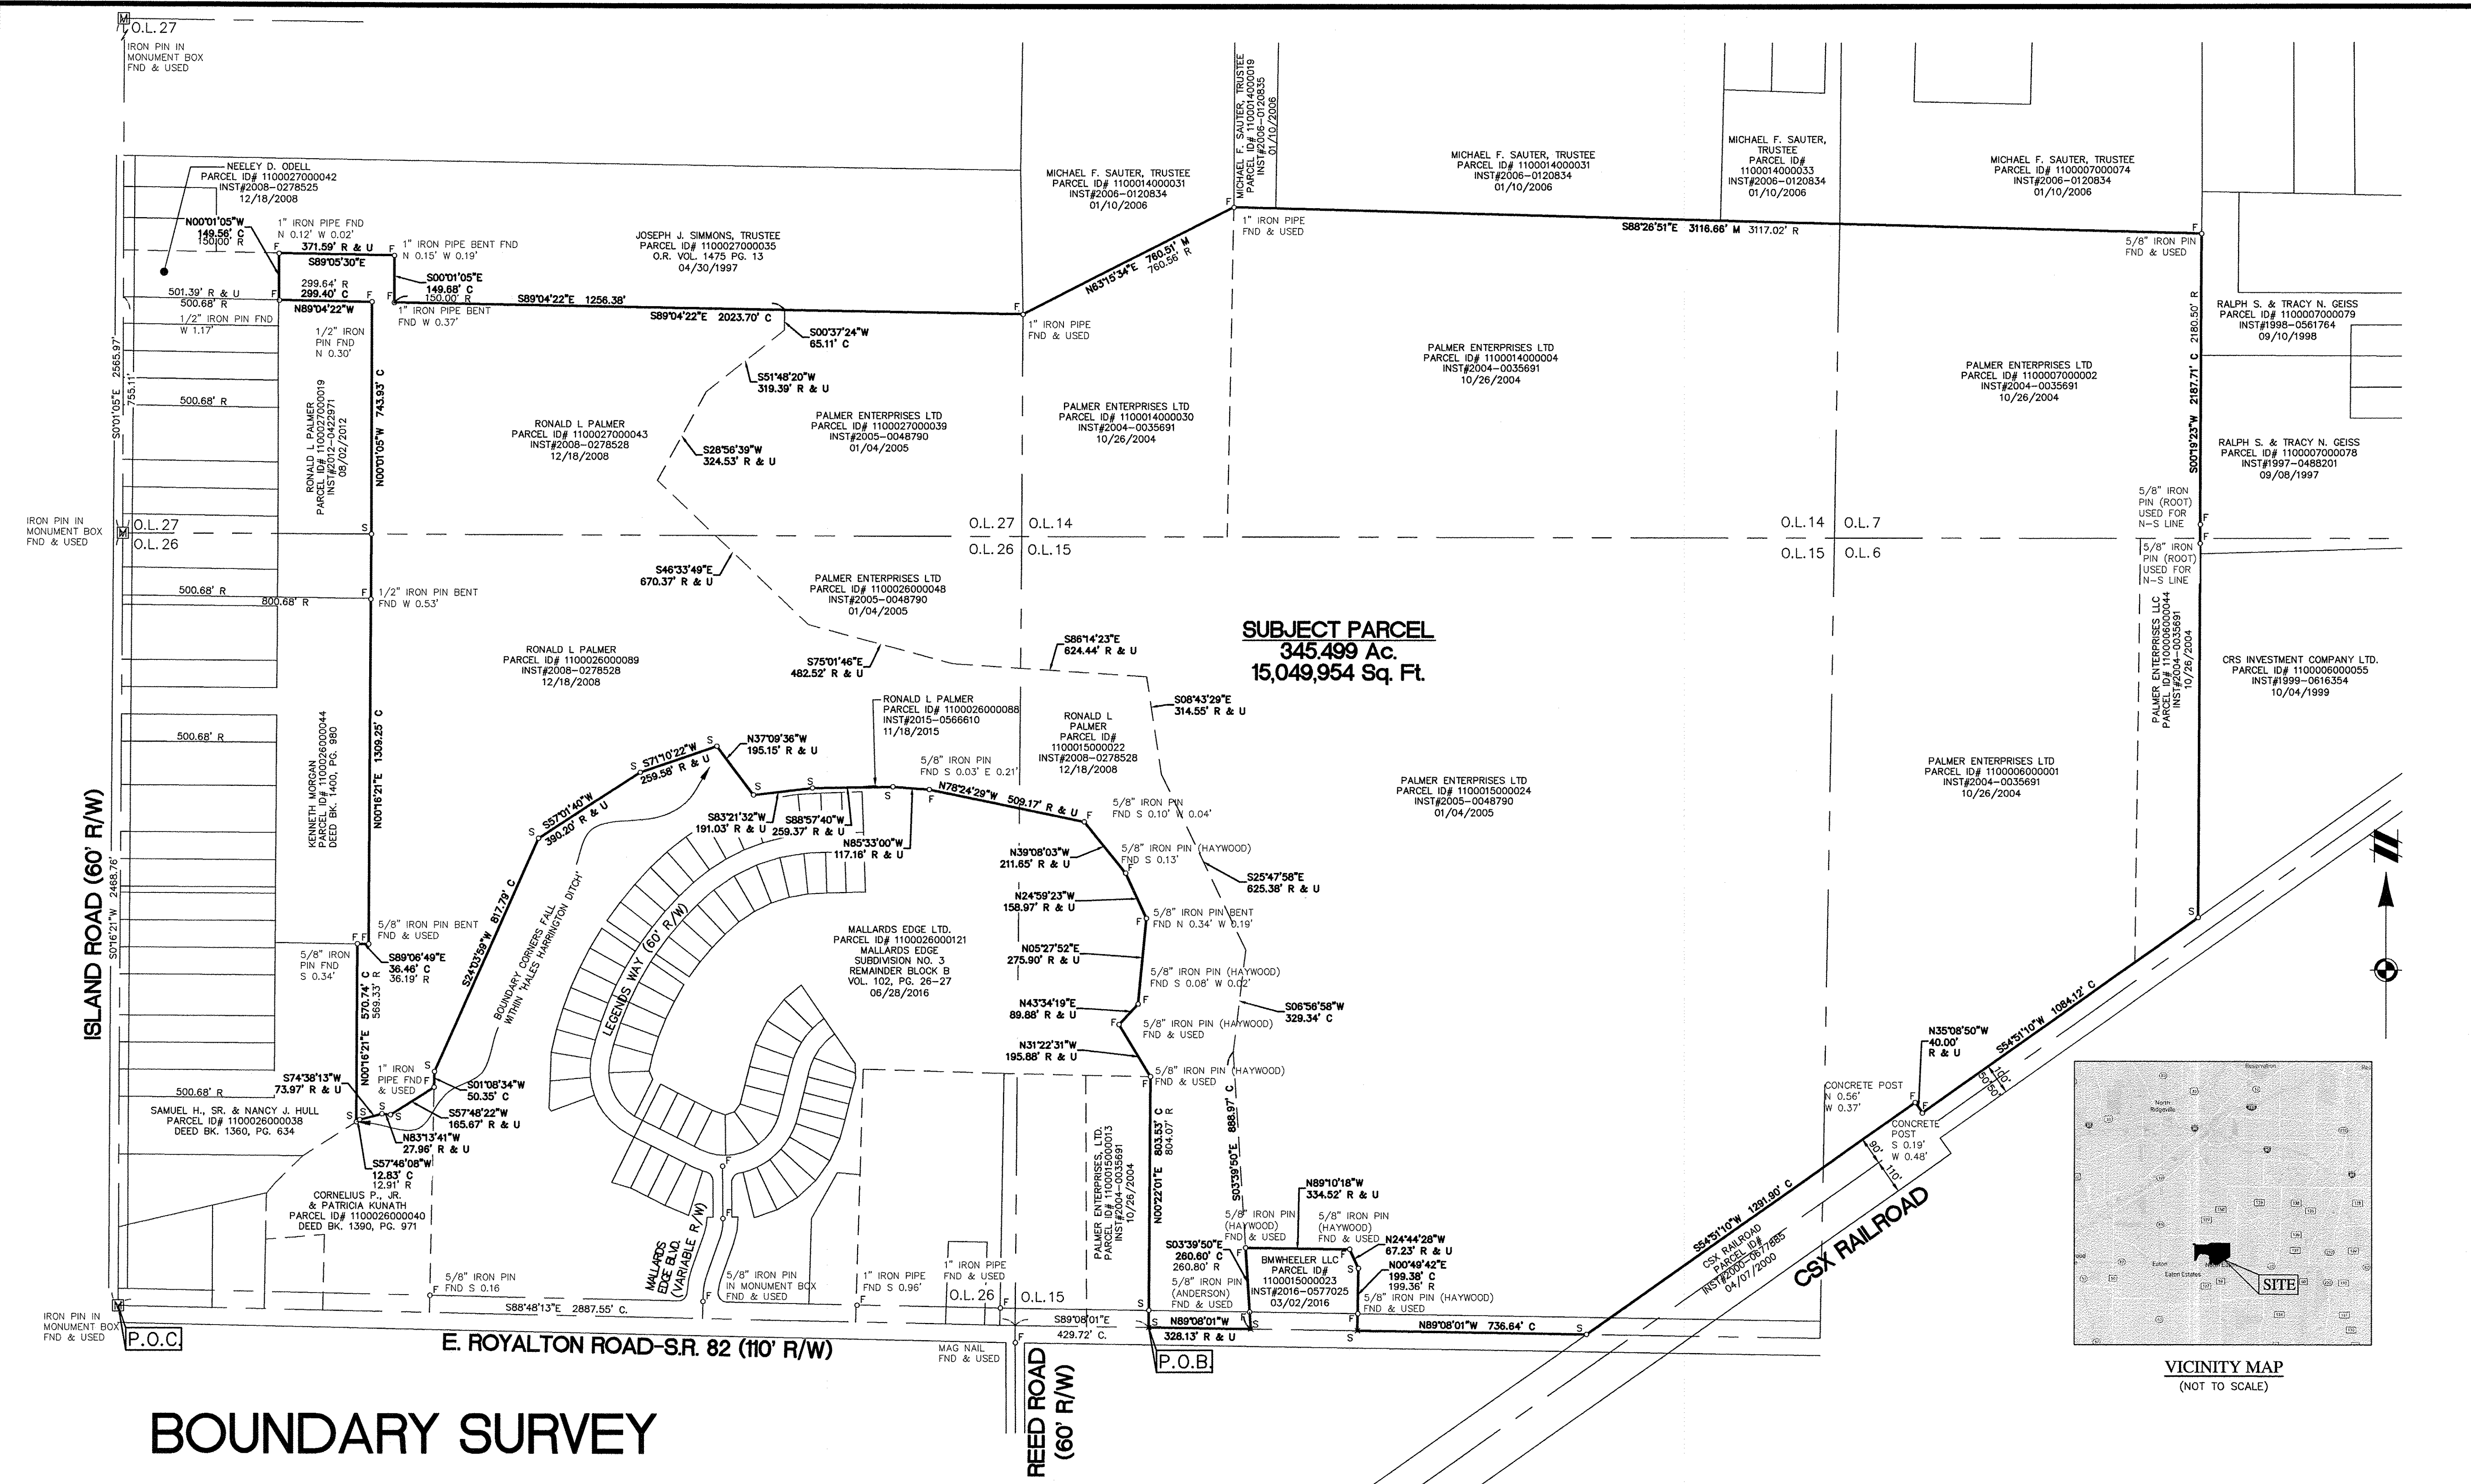 O.L. 27
IRON PIN IN
MONUMENT BOX
FND & USED
NEELEY D. ODELL
PARCEL ID# 1100027000042
INST#2008-0278525
12/18/2008
N00°01'05"W
149.56' C
150.00' R
1" IRON PIPE FND
N 0.12' W 0.02'
371.59' R & U
S89°05'30"E
F
F
1" IRON PIPE BENT FND
N 0.15' W 0.19'
S00°01'05"E
149.68' C
150.00' R
299.64' R
299.40' C
N89°04'22"W
F
F
F
501.39' R & U
500.68' R
1/2" IRON PIN FND
W 1.17'
1/2" IRON
PIN FND
N 0.30'
1" IRON PIPE BENT
FND W 0.37'
JOSEPH J. SIMMONS, TRUSTEE
PARCEL ID# 1100027000035
O.R. VOL. 1475 PG. 13
04/30/1997
S89°04'22"E 1256.38'
S89°04'22"E 2023.70' C
S00°37'24"W
65.11' C
S51°48'20"W
319.39' R & U
S28°56'39"W
324.53' R & U
MICHAEL F. SAUTER, TRUSTEE
PARCEL ID# 1100014000031
INST#2006-0120834
01/10/2006
MICHAEL F. SAUTER, TRUSTEE
PARCEL ID# 1100014000019
INST#2006-0120835
01/10/2006
MICHAEL F. SAUTER, TRUSTEE
PARCEL ID# 1100014000031
INST#2006-0120834
01/10/2006
MICHAEL F. SAUTER,
TRUSTEE
PARCEL ID#
1100014000033
INST#2006-0120834
01/10/2006
MICHAEL F. SAUTER, TRUSTEE
PARCEL ID# 1100007000074
INST#2006-0120834
01/10/2006
F
1" IRON PIPE
FND & USED
N63°15'34"E 760.51' M
760.56' R
F
1" IRON PIPE
FND & USED
S88°26'51"E 3116.66' M 3117.02' R
F
5/8" IRON PIN
FND & USED
S00°19'23"W 2187.71' C 2180.50' R
RALPH S. & TRACY N. GEISS
PARCEL ID# 1100007000079
INST#1998-0561764
09/10/1998
RALPH S. & TRACY N. GEISS
PARCEL ID# 1100007000078
INST#1997-0488201
09/08/1997
S0°01'05"E 2565.97'
755.11'
500.68' R
RONALD L PALMER
PARCEL ID# 1100027000019
INST#2012-0422971
08/02/2012
N00°01'05"W 743.93' C
RONALD L PALMER
PARCEL ID# 1100027000043
INST#2008-0278528
12/18/2008
PALMER ENTERPRISES LTD
PARCEL ID# 1100027000039
INST#2005-0048790
01/04/2005
PALMER ENTERPRISES LTD
PARCEL ID# 1100014000030
INST#2004-0035691
10/26/2004
PALMER ENTERPRISES LTD
PARCEL ID# 1100014000004
INST#2004-0035691
10/26/2004
PALMER ENTERPRISES LTD
PARCEL ID# 1100007000002
INST#2004-0035691
10/26/2004
IRON PIN IN
MONUMENT BOX
FND & USED
O.L. 27
O.L. 26
S
O.L. 27 O.L. 14
O.L. 26 O.L. 15
O.L. 14 O.L. 7
O.L. 15 O.L. 6
5/8" IRON
PIN (ROOT)
USED FOR
N-S LINE
F
F
5/8" IRON
PIN (ROOT)
USED FOR
N-S LINE
500.68' R
800.68' R
F
1/2" IRON PIN BENT
FND W 0.53'
S46°33'49"E
670.37' R & U
PALMER ENTERPRISES LTD
PARCEL ID# 1100026000048
INST#2005-0048790
01/04/2005
SUBJECT PARCEL
345.499 Ac.
15,049,954 Sq. Ft.
S86°14'23"E
624.44' R & U
S75°01'46"E
482.52' R & U
RONALD L PALMER
PARCEL ID# 1100026000089
INST#2008-0278528
12/18/2008
PALMER ENTERPRISES LLC
PARCEL ID# 1100006000044
INST#2004-0035691
10/26/2004
CRS INVESTMENT COMPANY LTD.
PARCEL ID# 1100006000055
INST#1999-0616354
10/04/1999
S08°43'29"E
314.55' R & U
RONALD L PALMER
PARCEL ID# 1100026000088
INST#2015-0566610
11/18/2015
RONALD L
PALMER
PARCEL ID#
1100015000022
INST#2008-0278528
12/18/2008
500.68' R
KENNETH MORGAN
PARCEL ID# 1100026000044
DEED BK. 1400, PG. 980
N00°16'21"E 1309.25' C
S
S71°10'22"W
259.58' R & U
S
N37°09'36"W
195.15' R & U
S57°01'40"W
390.20' R & U
S
S
S
S
5/8" IRON PIN
FND S 0.03' E 0.21'
F
N78°24'29"W 509.17' R & U
F
5/8" IRON PIN
FND S 0.10' W 0.04'
S83°21'32"W
191.03' R & U
S88°57'40"W
259.37' R & U
N85°33'00"W
117.16' R & U
PALMER ENTERPRISES LTD
PARCEL ID# 1100015000024
INST#2005-0048790
01/04/2005
PALMER ENTERPRISES LTD
PARCEL ID# 1100006000001
INST#2004-0035691
10/26/2004
N39°08'03"W
211.65' R & U
5/8" IRON PIN (HAYWOOD)
FND S 0.13'
F
S25°47'58"E
625.38' R & U
N24°59'23"W
158.97' R & U
5/8" IRON PIN BENT
FND N 0.34' W 0.19'
F
S
ISLAND ROAD (60' R/W)
S0°16'21"W 2468.76'
5/8" IRON PIN BENT
FND & USED
F F
5/8" IRON
PIN FND
S 0.34'
S89°06'49"E
36.46' C
36.19' R
S24°03'59"W 817.79' C
BOUNDARY CORNERS FALL
WITHIN 'HALES HARRINGTON DITCH'
LEGENDS WAY (60' R/W)
MALLARDS EDGE LTD.
PARCEL ID# 1100026000121
MALLARDS EDGE
SUBDIVISION NO. 3
REMAINDER BLOCK B
VOL. 102, PG. 26-27
06/28/2016
N05°27'52"E
275.90' R & U
5/8" IRON PIN (HAYWOOD)
FND S 0.08' W 0.02'
F
N43°34'19"E
89.88' R & U
F
5/8" IRON PIN (HAYWOOD)
FND & USED
S06°56'58"W
329.34' C
N31°22'31"W
195.88' R & U
5/8" IRON PIN (HAYWOOD)
FND & USED
F
N00°16'21"E 570.74' C
569.33' R
500.68' R
S74°38'13"W
73.97' R & U
1" IRON
PIPE FND
& USED
S
F
S01°08'34"W
50.35' C
S S S
S57°48'22"W
165.67' R & U
SAMUEL H., SR. & NANCY J. HULL
PARCEL ID# 1100026000038
DEED BK. 1360, PG. 634
N83°13'41"W
27.96' R & U
S57°46'08"W
12.83' C
12.91' R
CORNELIUS P., JR.
& PATRICIA KUNATH
PARCEL ID# 1100026000040
DEED BK. 1390, PG. 971
F
F
MALLARDS
EDGE BLVD.
(VARIABLE R/W)
PALMER ENTERPRISES, LTD.
PARCEL ID# 1100015000013
INST#2004-0035691
10/26/2004
N00°22'01"E 803.53' C
804.07' R
S03°39'50"E 888.97' C
N89°10'18"W
334.52' R & U
5/8" IRON PIN
(HAYWOOD)
FND & USED
F
5/8" IRON PIN
(HAYWOOD)
FND & USED
F
N24°44'28"W
67.23' R & U
S
S03°39'50"E
260.60' C
260.80' R
5/8" IRON PIN
(ANDERSON)
FND & USED
BMWHEELER LLC
PARCEL ID#
1100015000023
INST#2016-0577025
03/02/2016
N00°49'42"E
199.38' C
199.36' R
5/8" IRON PIN (HAYWOOD)
FND & USED
F
N35°08'50"W
40.00'
R & U
CONCRETE POST
N 0.56'
W 0.37'
F
F
CONCRETE
POST
S 0.19'
W 0.48'
S54°51'10"W 1084.12' C
100'
50' 50'
90'
110'
S54°51'10"W 1291.90' C
CSX RAILROAD
PARCEL ID#
INST#2000-0677885
04/07/2000
CSX RAILROAD
5/8" IRON PIN
FND S 0.16
F
5/8" IRON PIN
IN MONUMENT BOX
FND & USED
F
1" IRON PIPE
FND S 0.96'
F
1" IRON PIPE
FND & USED
F
O.L. 26 O.L. 15
S88°48'13"E 2887.55' C.
S89°08'01"E
429.72' C.
S
S
N89°08'01"W
328.13' R & U
F
S
S
N89°08'01"W 736.64' C
S
IRON PIN IN
MONUMENT BOX
FND & USED
P.O.C.
E. ROYALTON ROAD-S.R. 82 (110' R/W)
MAG NAIL
FND & USED
F
REED ROAD
(60' R/W)
P.O.B.
North
Ridgeville
Eaton
Eaton Estates
SITE
VICINITY MAP
(NOT TO SCALE)
BOUNDARY SURVEY